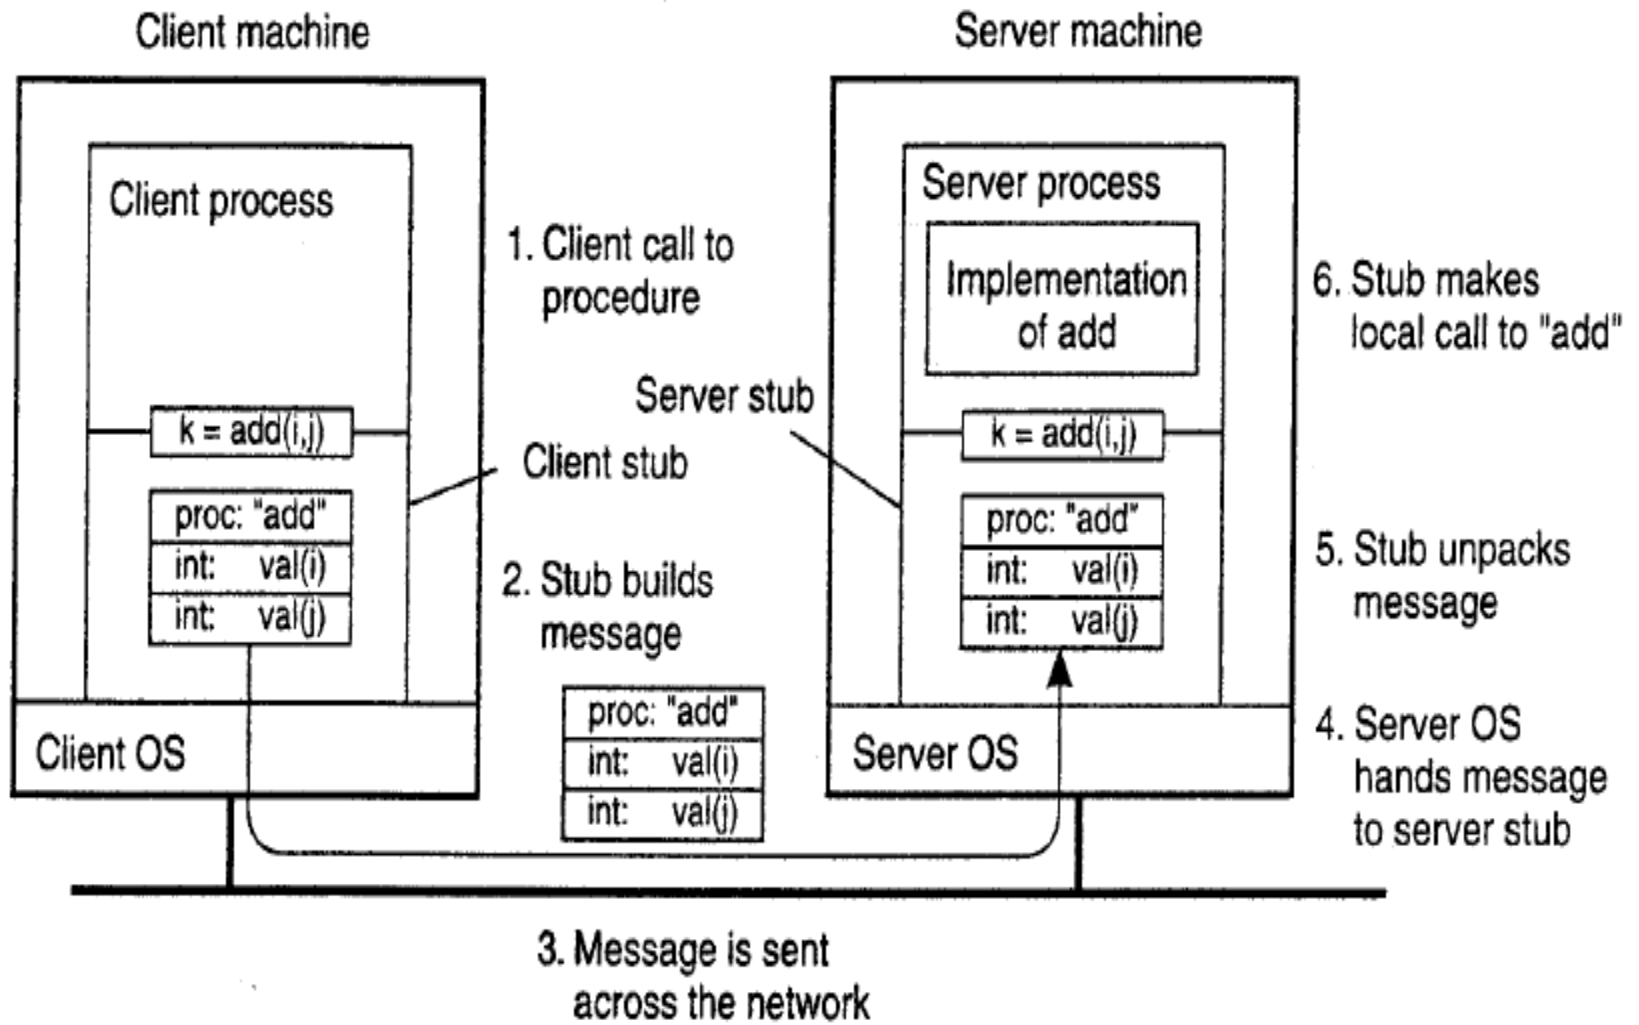 Client machine
Server machine
Client process
1. Client call to
procedure
k = add(i,j)
Client stub
proc: "add"
int: val(i)
int: val(j)
2. Stub builds
message
Client OS
proc: "add"
int: val(i)
int: val(j)
3. Message is sent
across the network
Server process
Implementation
of add
6. Stub makes
local call to "add"
Server stub
k = add(i,j)
proc: "add"
int: val(i)
int: val(j)
5. Stub unpacks
message
Server OS
4. Server OS
hands message
to server stub